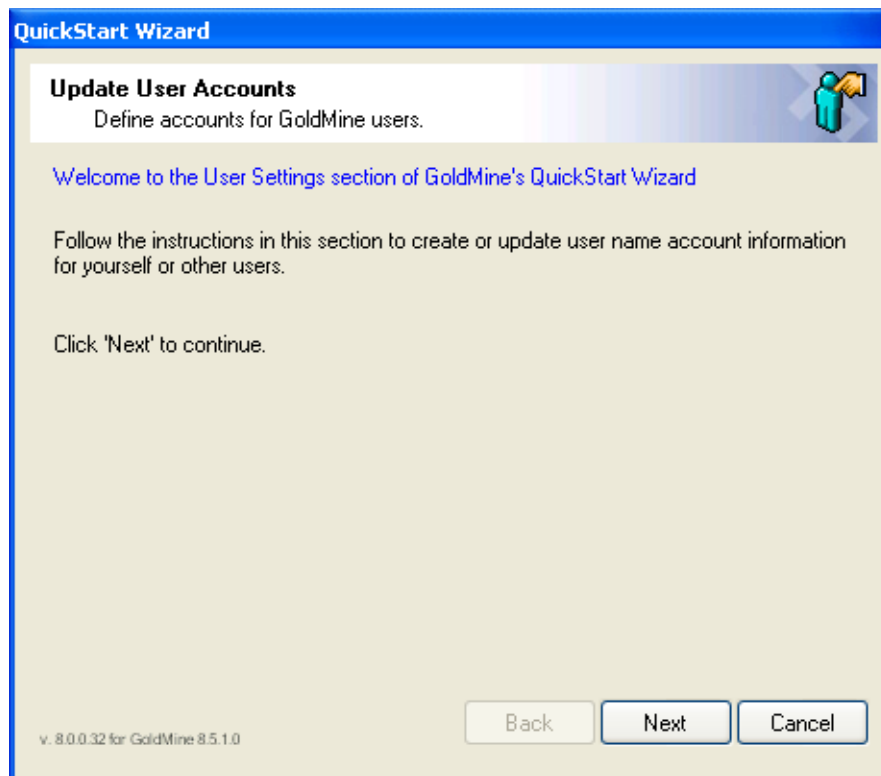 QuickStart Wizard
Update User Accounts
Define accounts for GoldMine users.
Welcome to the User Settings section of GoldMine's QuickStart Wizard
Follow the instructions in this section to create or update user name account information
for yourself or other users.
Click 'Next' to continue.
Back
Next
Cancel
v. 8.0.0.32 for GoldMine 8.5.1.0